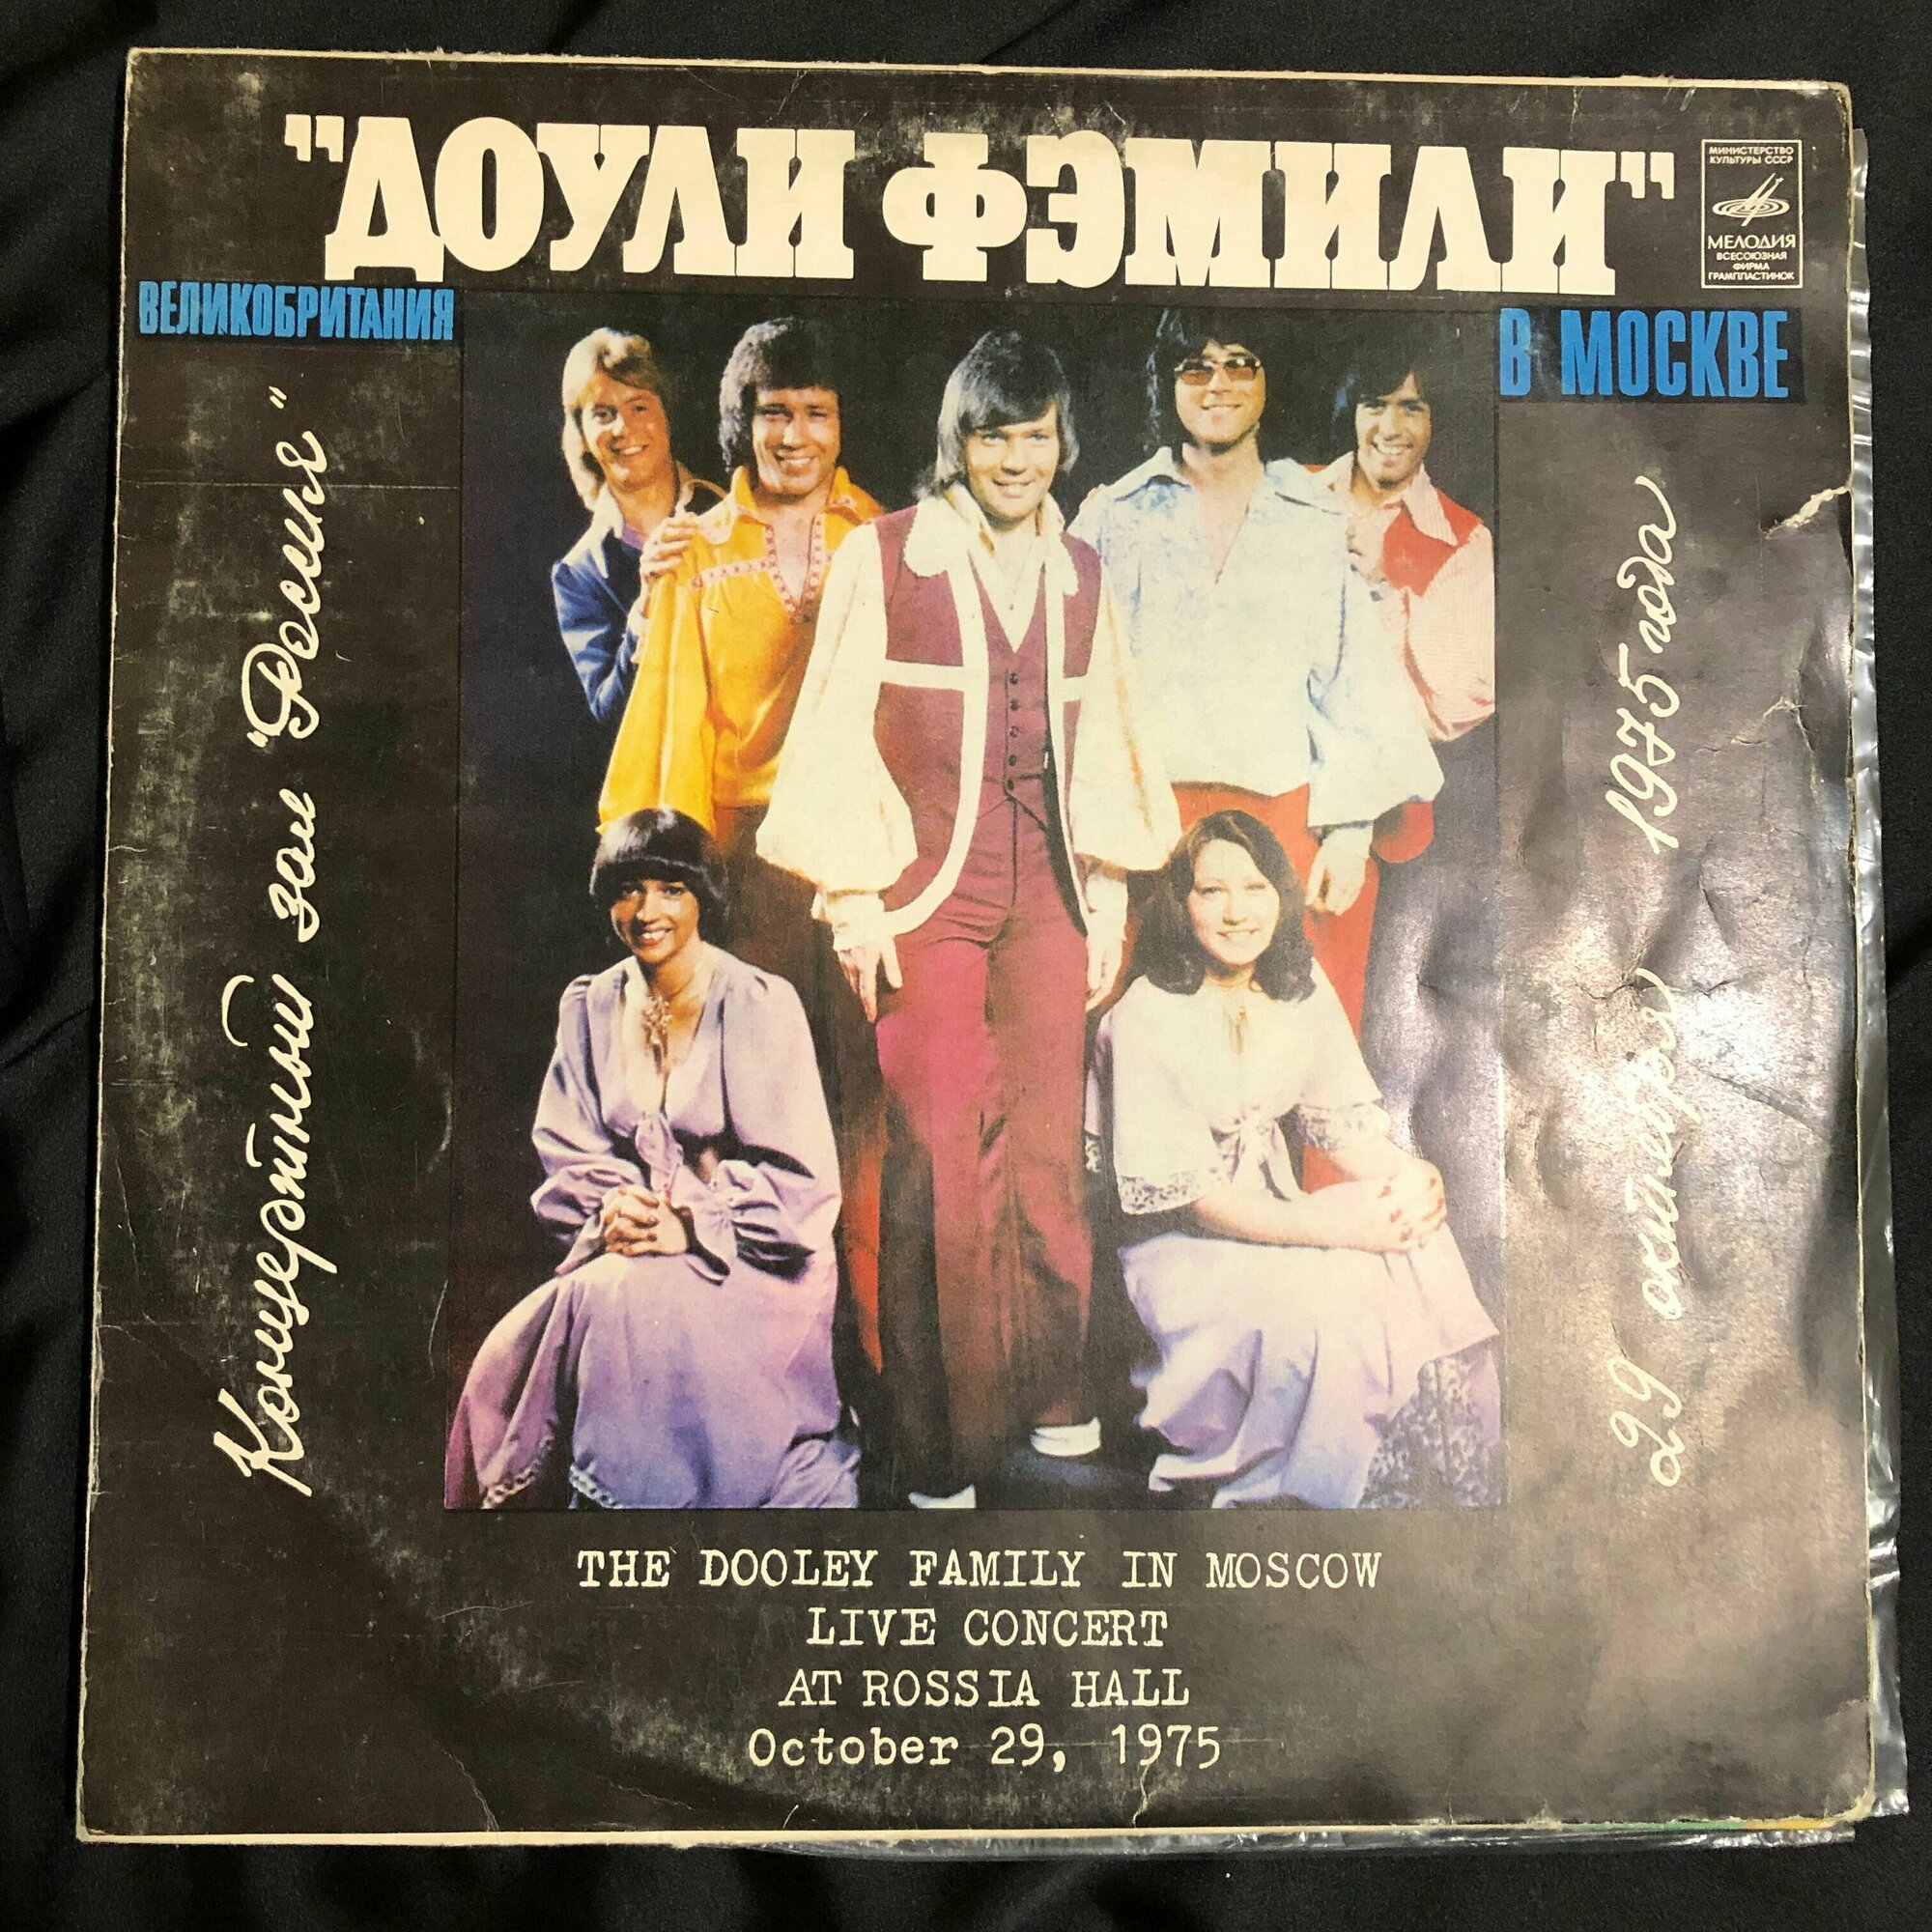 "ДОУЛИ ФЭМИЛИ"
МИНИСТЕРСТВО
КУЛЬТУРЫ СССР
МЕЛОДИЯ
ВСЕСОЮЗНАЯ
ФИРМА
ГРАМПЛАСТИНОК
ВЕЛИКОБРИТАНИЯ
В МОСКВЕ
Концертный зал "Россия"
29 октября 1975 года
THE DOOLEY FAMILY IN MOSCOW
LIVE CONCERT
AT ROSSIA HALL
October 29, 1975